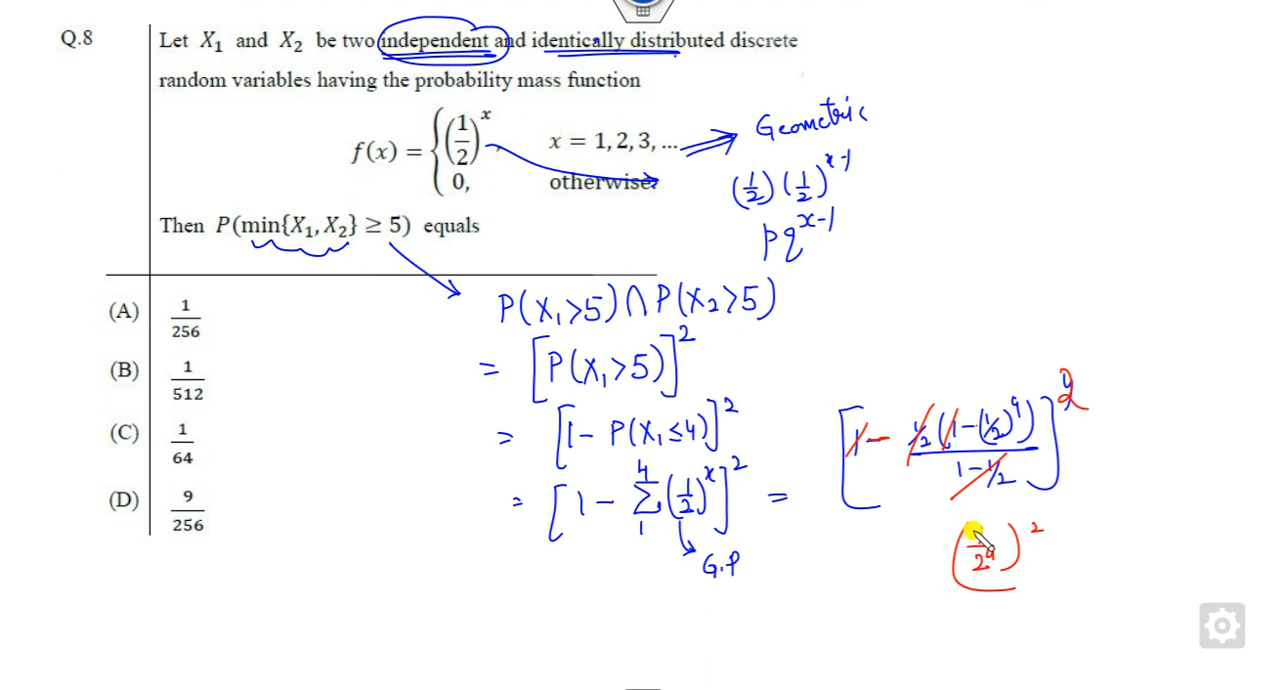 Q.8 Let X₁ and X₂ be two independent and identically distributed discrete
random variables having the probability mass function
f(x) = { (1/2)^x x = 1, 2, 3, ...
0, otherwise
Then P(min{X₁, X₂} ≥ 5) equals
Geometric
(1/2) (1/2)^x-1
pq^x-1
(A) 1/256
(B) 1/512
(C) 1/64
(D) 9/256
P(X₁>5) ∩ P(X₂>5)
= [P(X₁>5)]²
= [1 - P(X₁≤4)]²
= [1 - Σ₁⁴ (1/2)^x]² = [1 - 1/2 (1-(1/2)⁴) / 1-1/2]²
G.P
(1/2⁴)²